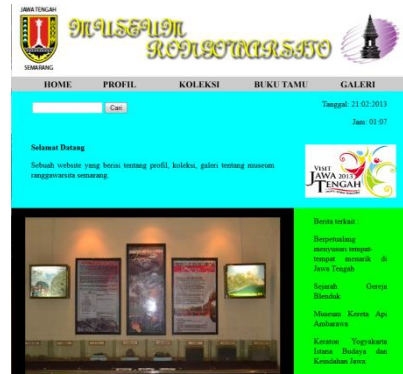 JAWA TENGAH
MUSEUM
RONGGOWARSITO
SEMARANG
HOME PROFIL KOLEKSI BUKU TAMU GALERI
Cari
Tanggal: 21:02:2013
Jam: 01:07
Selamat Datang
Sebuah website yang berisi tentang profil, koleksi, galeri tentang museum
ranggawarsita semarang.
VISIT
JAWA 2013
TENGAH
Berita terkait :
Berpetualang
menyusuri tempat-
tempat menarik di
Jawa Tengah
Sejarah Gereja
Blenduk
Museum Kereta Api
Ambarawa
Keraton Yogyakarta
Istana Budaya dan
Keindahan Jawa